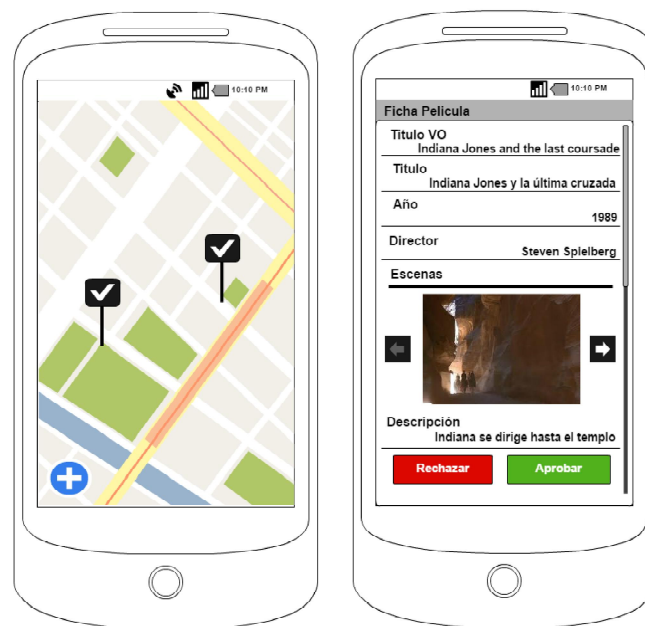 10:10 PM
10:10 PM
Ficha Pelicula
Titulo VO
Indiana Jones and the last coursade
Titulo
Indiana Jones y la última cruzada
Año
1989
Director
Steven Spielberg
Escenas
Descripción
Indiana se dirige hasta el templo
Rechazar Aprobar